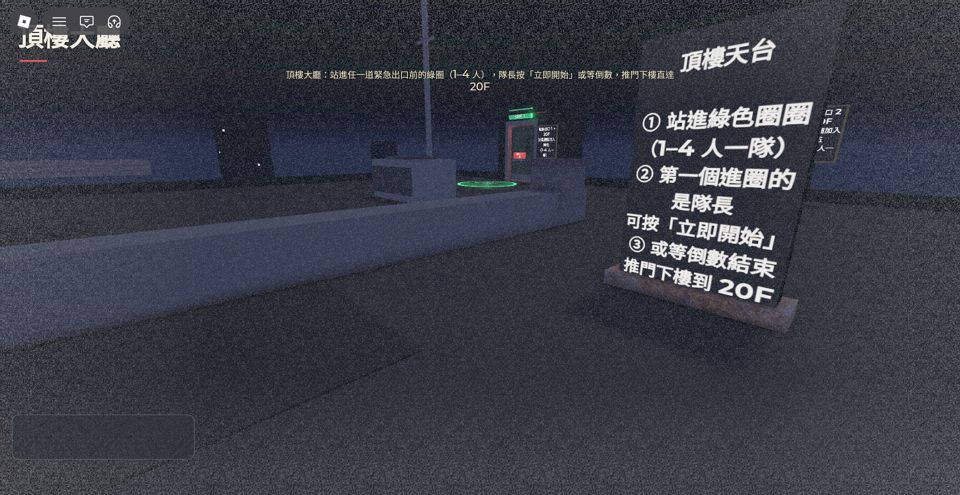 頂樓大廳
頂樓大廳：站進任一道緊急出口前的綠圈（1–4 人），隊長按「立即開始」或等倒數，推門下樓直達
20F
頂樓天台
① 站進綠色圈圈
（1–4 人一隊）
② 第一個進圈的
是隊長
可按「立即開始」
③ 或等倒數結束
推門下樓到 20F